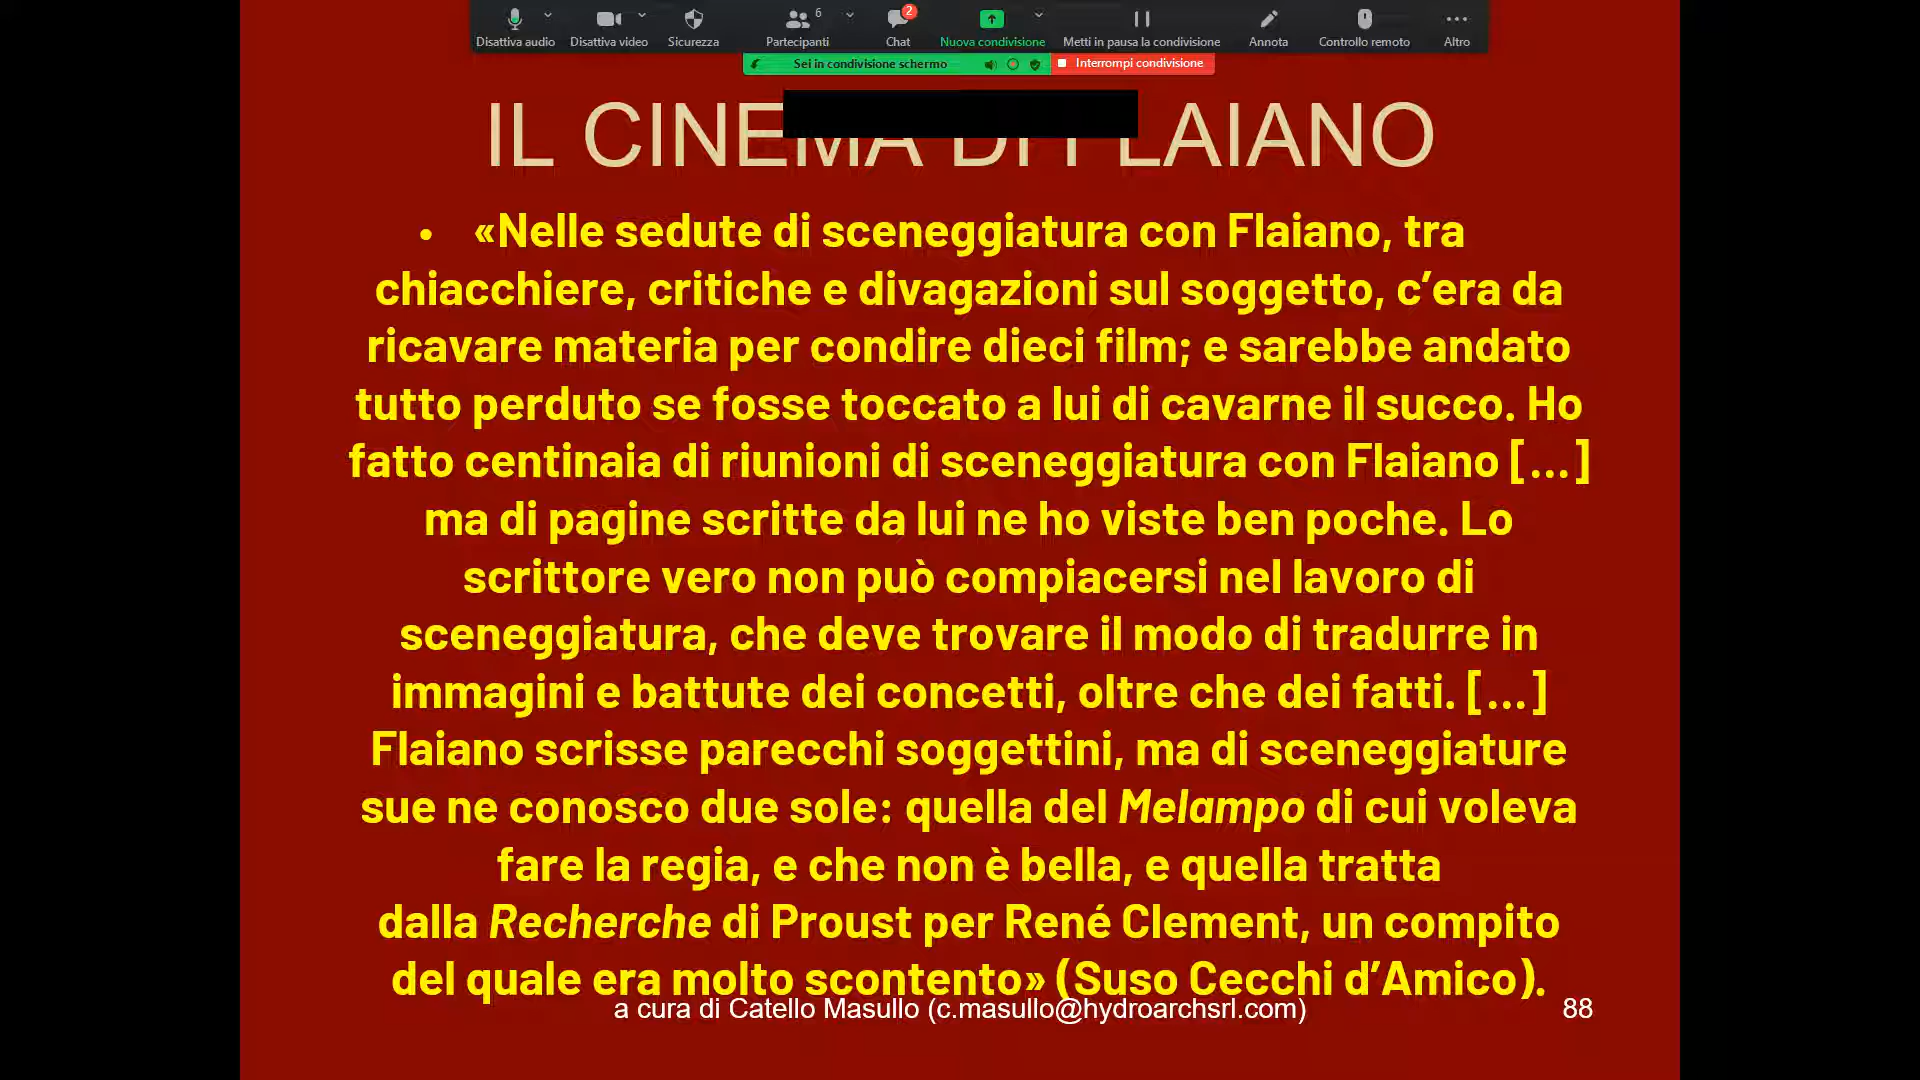 6
2
Disattiva audio Disattiva video Sicurezza Partecipanti Chat Nuova condivisione Metti in pausa la condivisione Annota Controllo remoto Altro
Sei in condivisione schermo Interrompi condivisione
IL CINEMA DI FLAIANO
• «Nelle sedute di sceneggiatura con Flaiano, tra
chiacchiere, critiche e divagazioni sul soggetto, c’era da
ricavare materia per condire dieci film; e sarebbe andato
tutto perduto se fosse toccato a lui di cavarne il succo. Ho
fatto centinaia di riunioni di sceneggiatura con Flaiano [...]
ma di pagine scritte da lui ne ho viste ben poche. Lo
scrittore vero non può compiacersi nel lavoro di
sceneggiatura, che deve trovare il modo di tradurre in
immagini e battute dei concetti, oltre che dei fatti. [...]
Flaiano scrisse parecchi soggettini, ma di sceneggiature
sue ne conosco due sole: quella del Melampo di cui voleva
fare la regia, e che non è bella, e quella tratta
dalla Recherche di Proust per René Clement, un compito
del quale era molto scontento» (Suso Cecchi d’Amico).
a cura di Catello Masullo (c.masullo@hydroarchsrl.com) 88